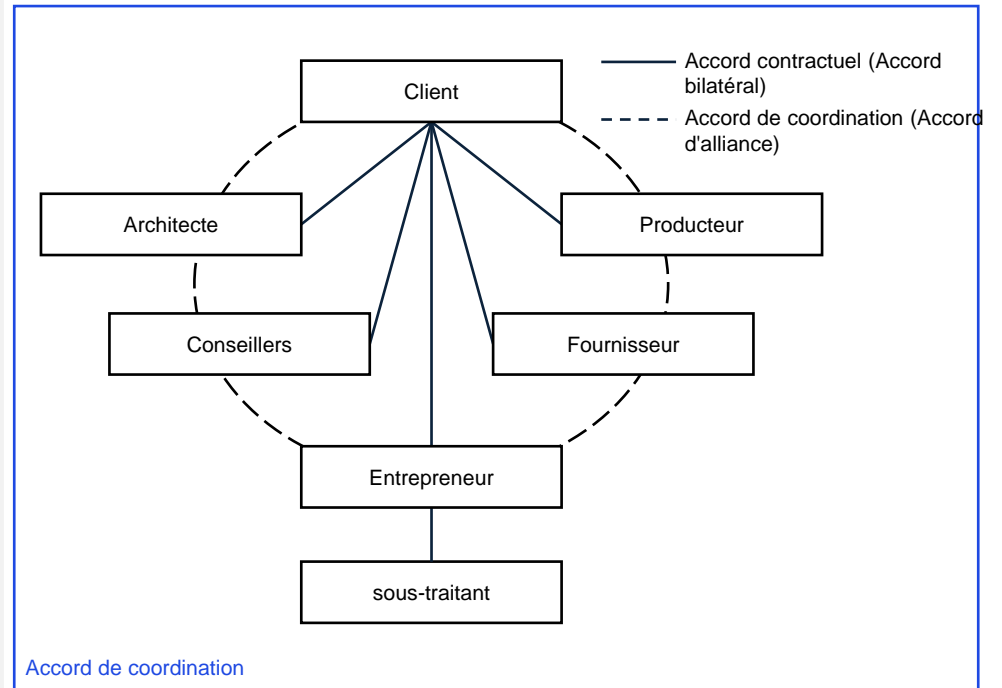 Client
Accord contractuel (Accord
bilatéral)
Accord de coordination (Accord
d'alliance)
Architecte
Producteur
Conseillers
Fournisseur
Entrepreneur
sous-traitant
Accord de coordination